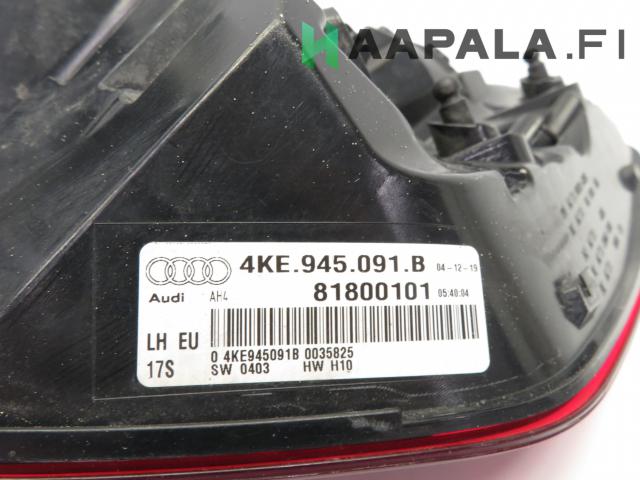 HAAPALA.FI
4KE.945.091.B 04-12-19
Audi AH4 81800101 05:40:04
LH EU
17S
0 4KE945091B 0035825
SW 0403 HW H10